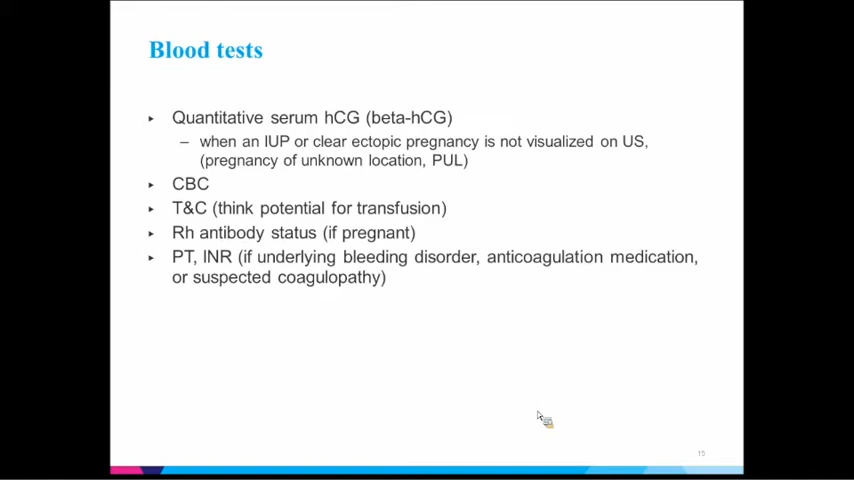 Blood tests
▸ Quantitative serum hCG (beta-hCG)
– when an IUP or clear ectopic pregnancy is not visualized on US,
(pregnancy of unknown location, PUL)
▸ CBC
▸ T&C (think potential for transfusion)
▸ Rh antibody status (if pregnant)
▸ PT, INR (if underlying bleeding disorder, anticoagulation medication,
or suspected coagulopathy)
15